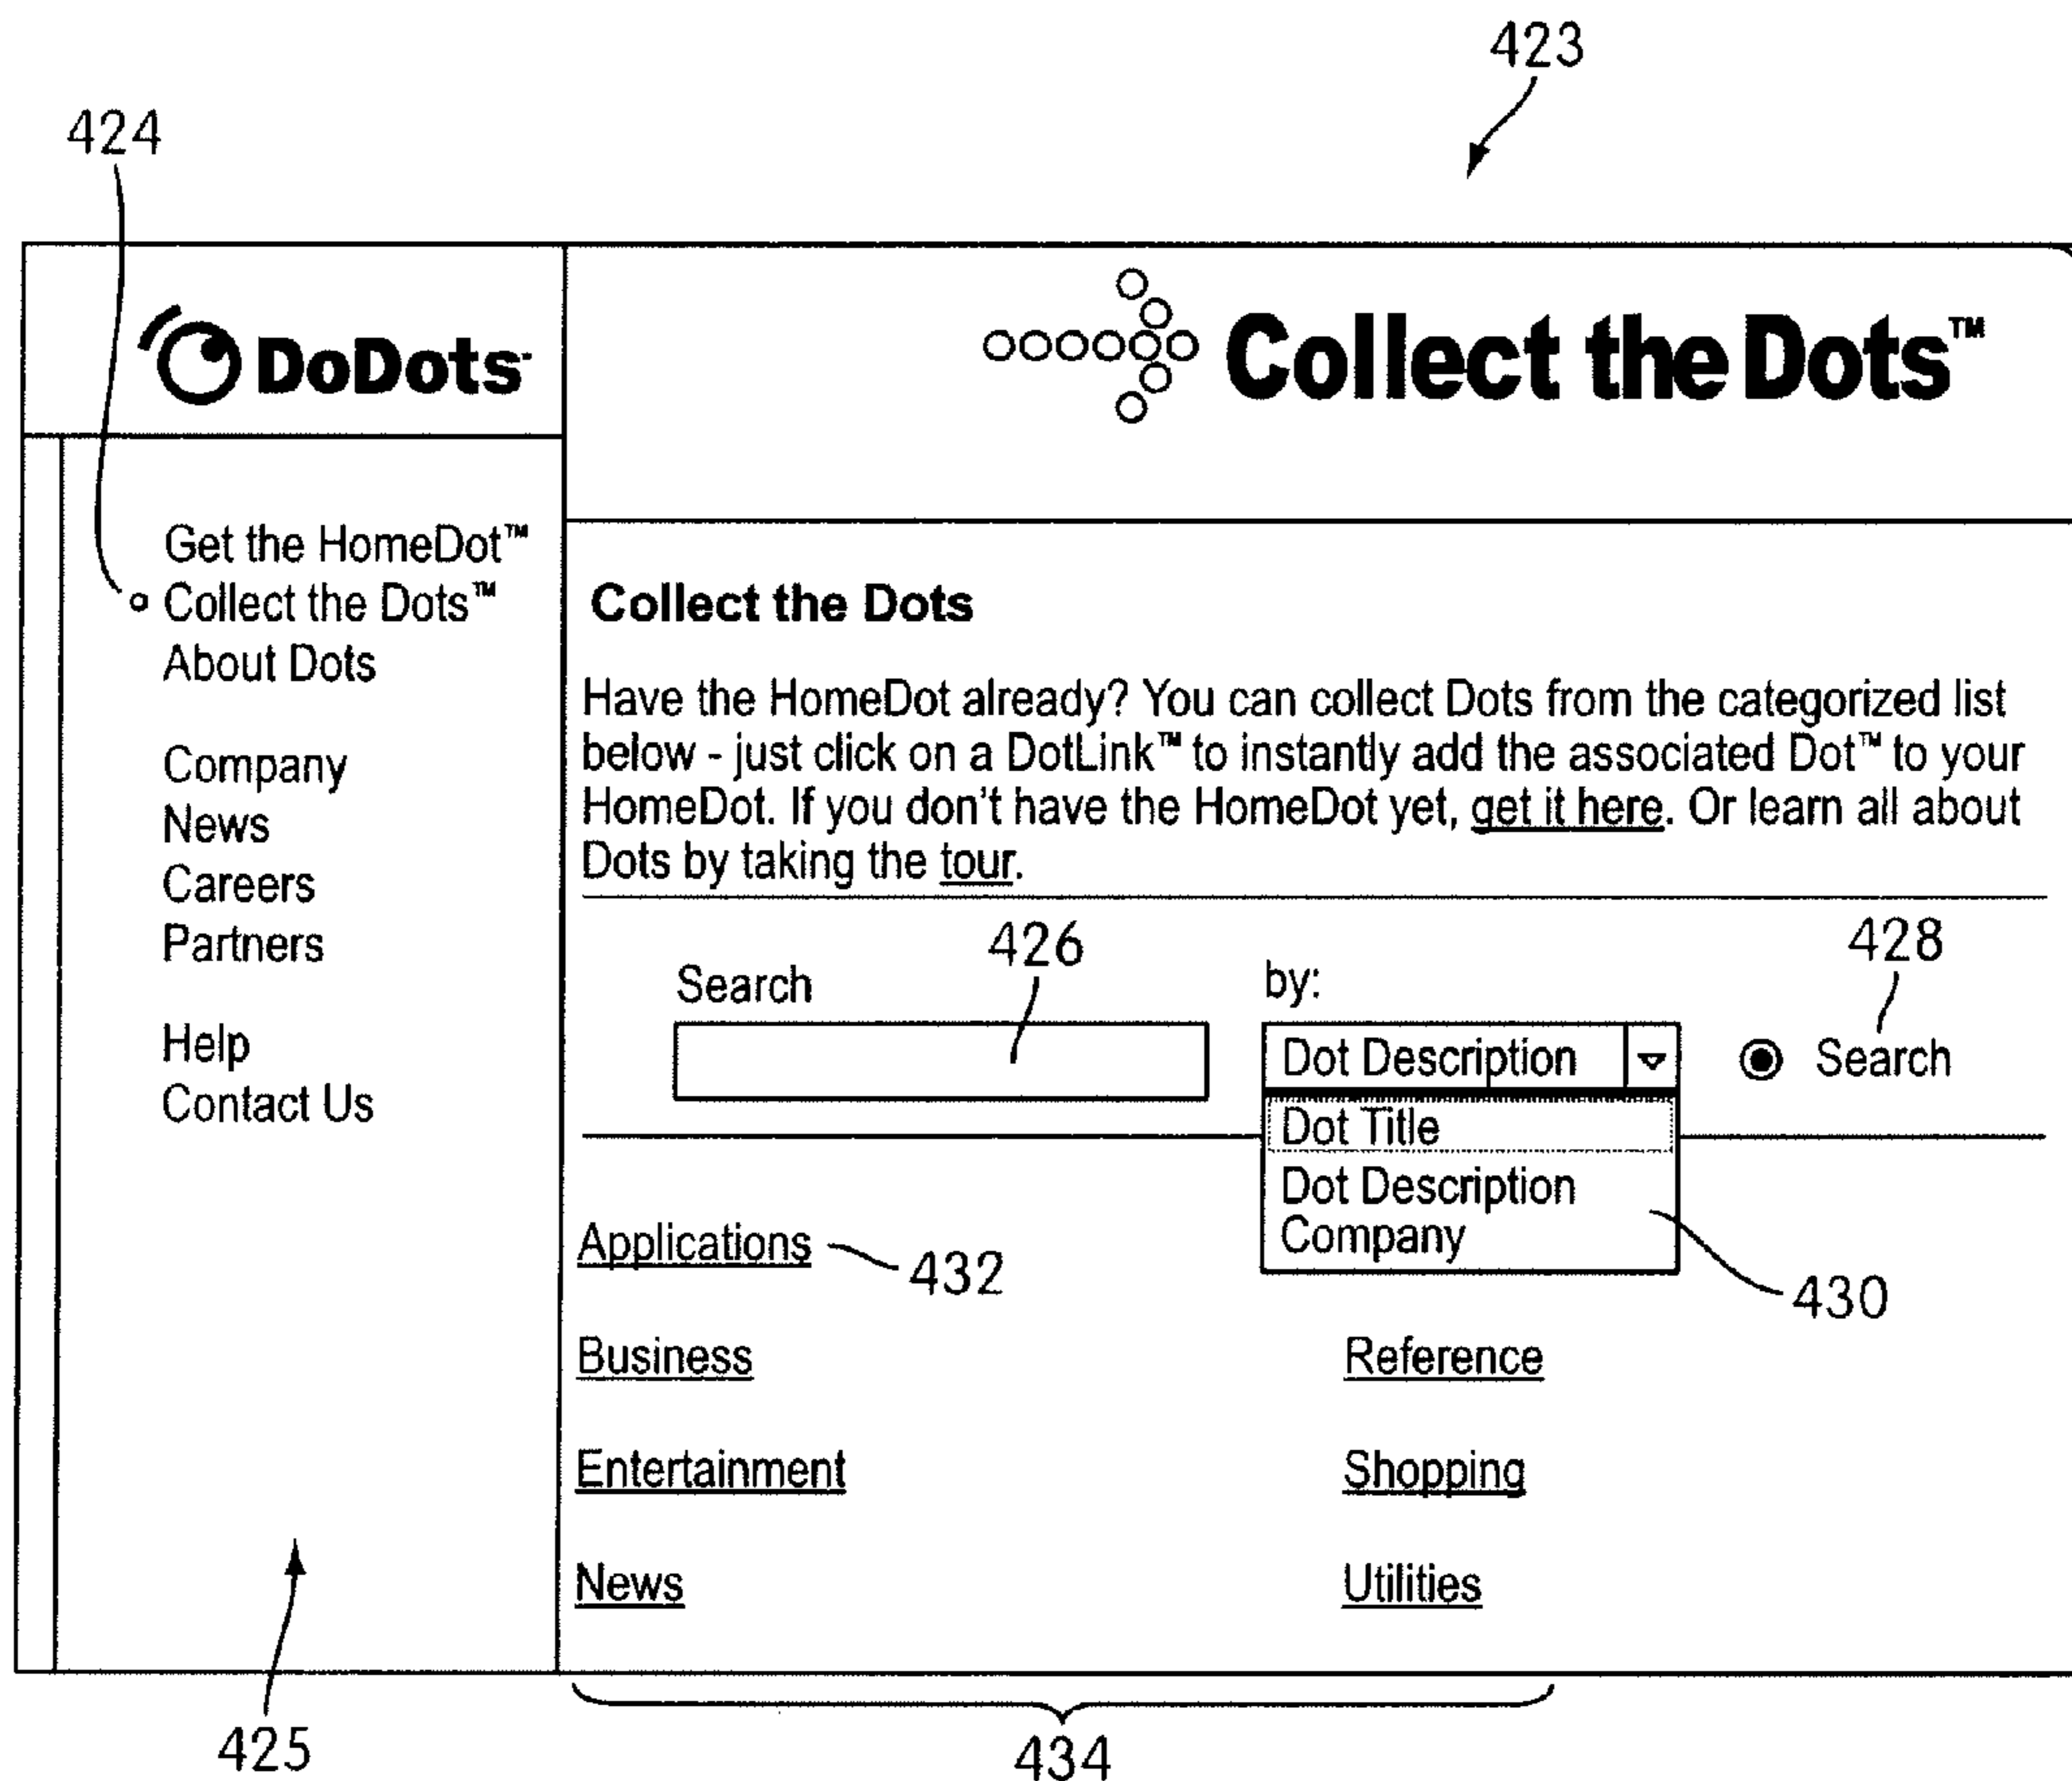 423
424
DoDots
Collect the Dots™
Get the HomeDot™
Collect the Dots™
About Dots
Company
News
Careers
Partners
Help
Contact Us
425
Collect the Dots
Have the HomeDot already? You can collect Dots from the categorized list
below - just click on a DotLink™ to instantly add the associated Dot™ to your
HomeDot. If you don't have the HomeDot yet, get it here. Or learn all about
Dots by taking the tour.
426
428
Search
by:
Dot Description
Search
Dot Title
Dot Description
Company
430
Applications
432
Business
Reference
Entertainment
Shopping
News
Utilities
434